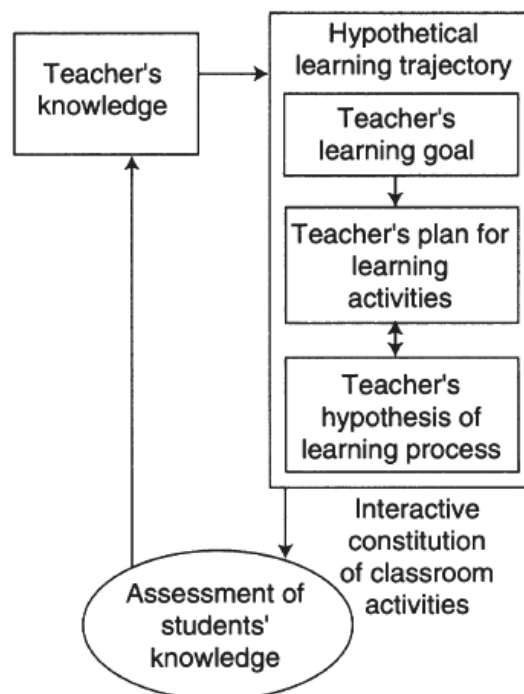 Teacher's
knowledge
Hypothetical
learning trajectory
Teacher's
learning goal
Teacher's plan for
learning
activities
Teacher's
hypothesis of
learning process
Interactive
constitution
of classroom
activities
Assessment of
students'
knowledge